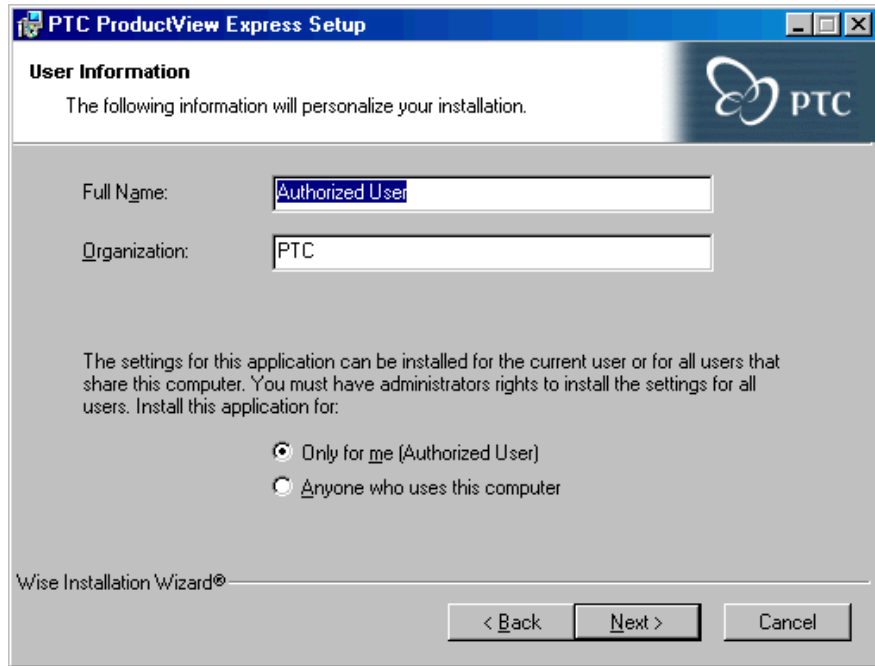 PTC ProductView Express Setup
User Information
The following information will personalize your installation.
PTC
Full Name:
Authorized User
Organization:
PTC
The settings for this application can be installed for the current user or for all users that
share this computer. You must have administrators rights to install the settings for all
users. Install this application for:
Only for me (Authorized User)
Anyone who uses this computer
Wise Installation Wizard®
< Back
Next >
Cancel